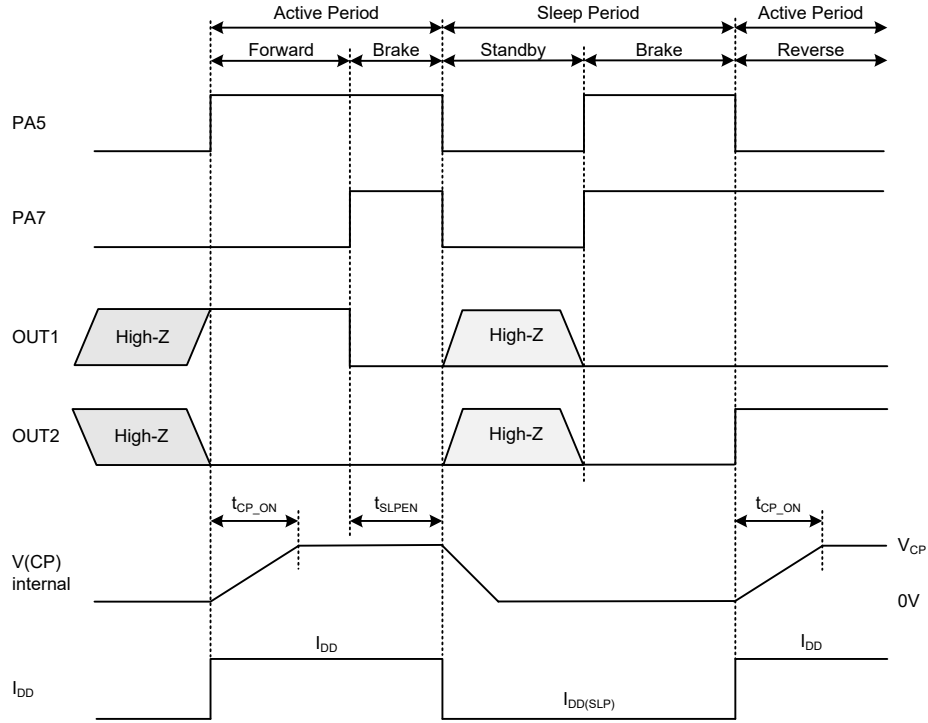 Active Period Sleep Period Active Period
Forward Brake Standby Brake Reverse
PA5
PA7
OUT1 High-Z High-Z
OUT2 High-Z High-Z
tCP_ON tSLPEN tCP_ON
V(CP)
internal
VCP
0V
IDD IDD
IDD
IDD(SLP)